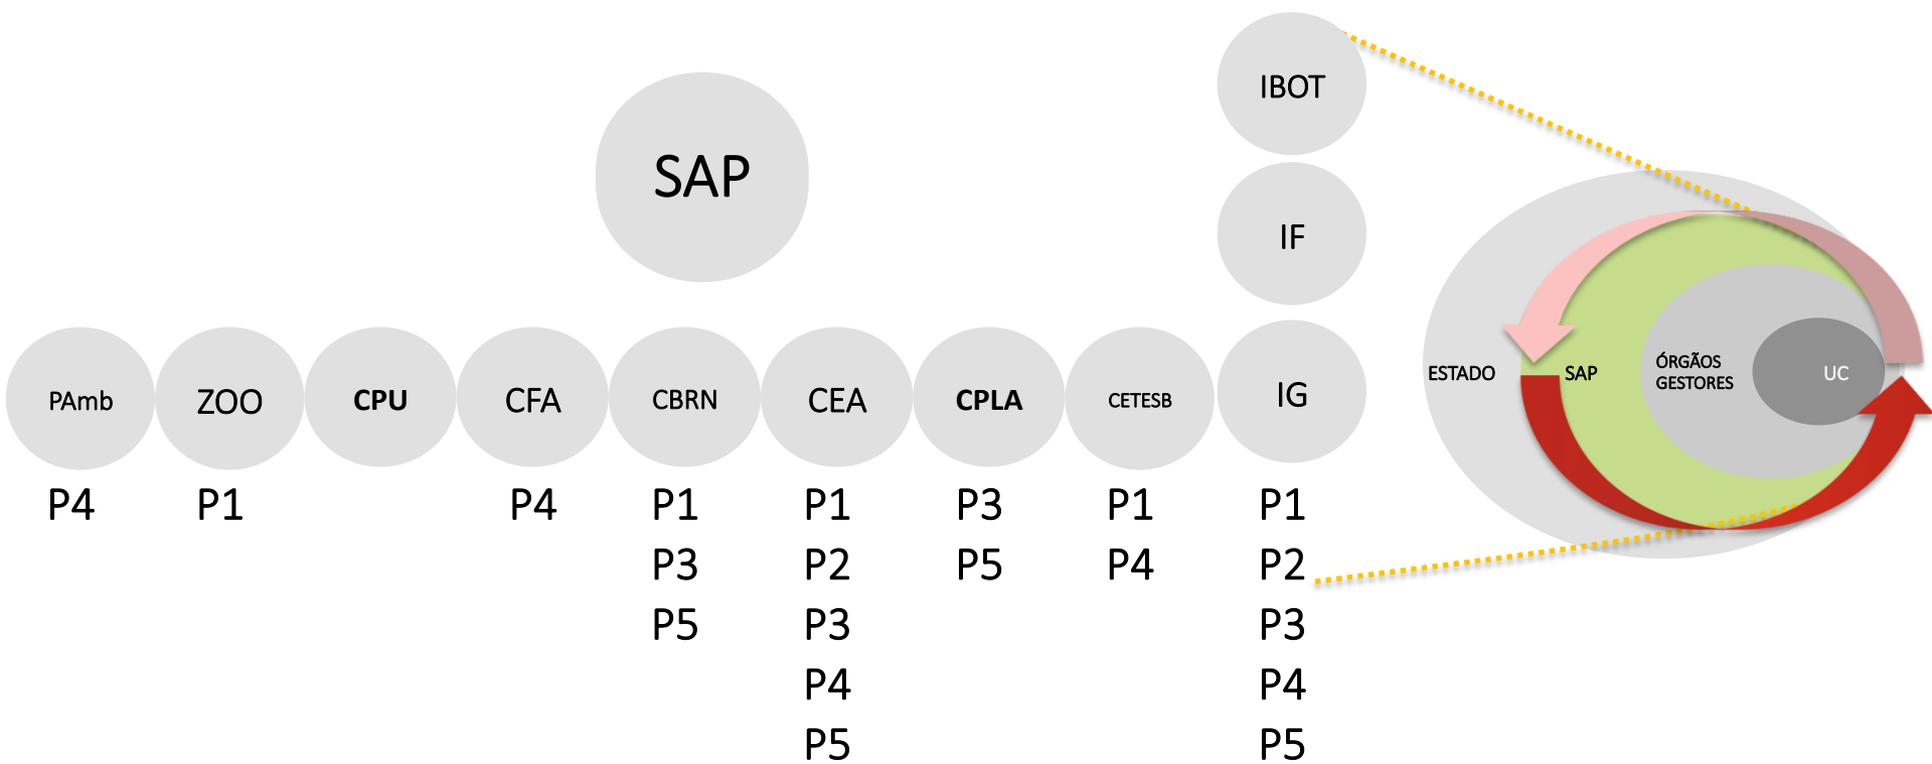 IBOT
SAP
IF
PAmb
ZOO
CPU
CFA
CBRN
CEA
CPLA
CETESB
IG
P4
P1
P4
P1
P3
P5
P1
P2
P3
P4
P5
P3
P5
P1
P4
P1
P2
P3
P4
P5
ESTADO
SAP
ÓRGÃOS
GESTORES
UC